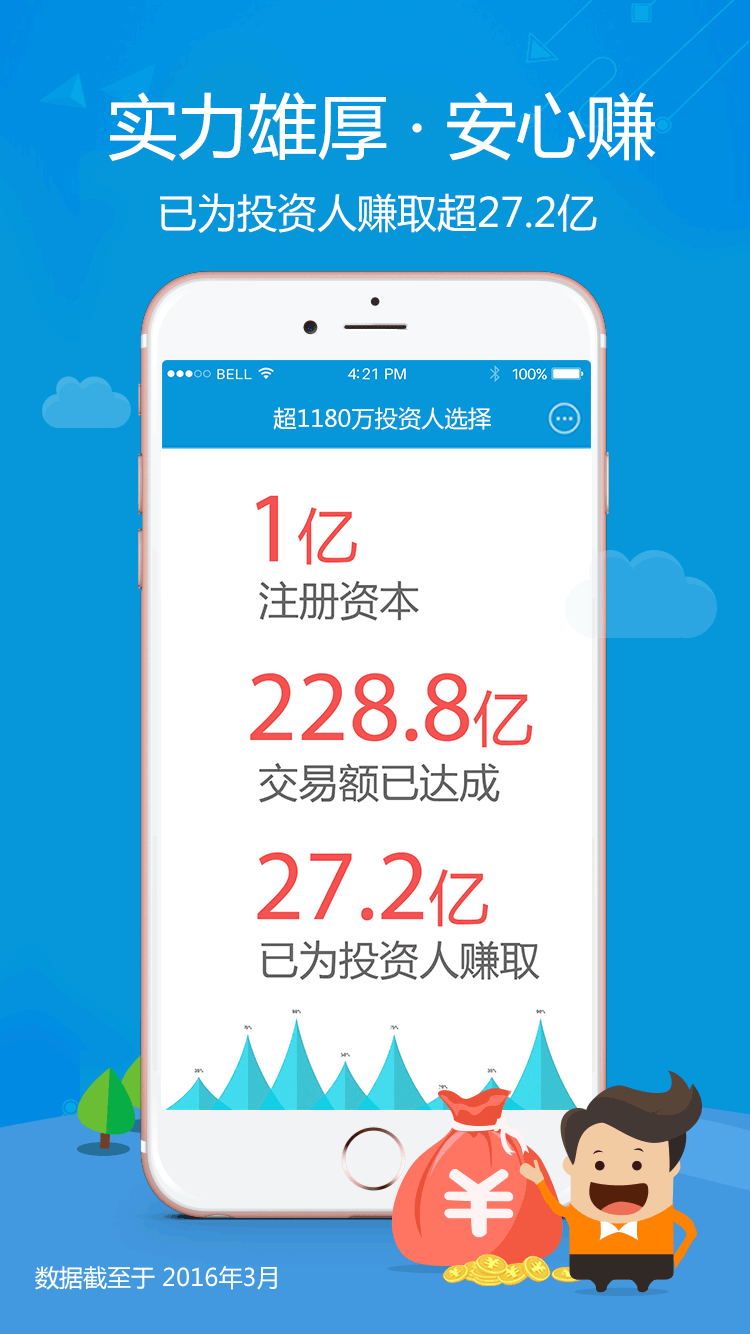 实力雄厚·安心赚
已为投资人赚取超27.2亿
BELL 4:21 PM 100%
超1180万投资人选择
1亿
注册资本
228.8亿
交易额已达成
27.2亿
已为投资人赚取
¥
数据截至于 2016年3月